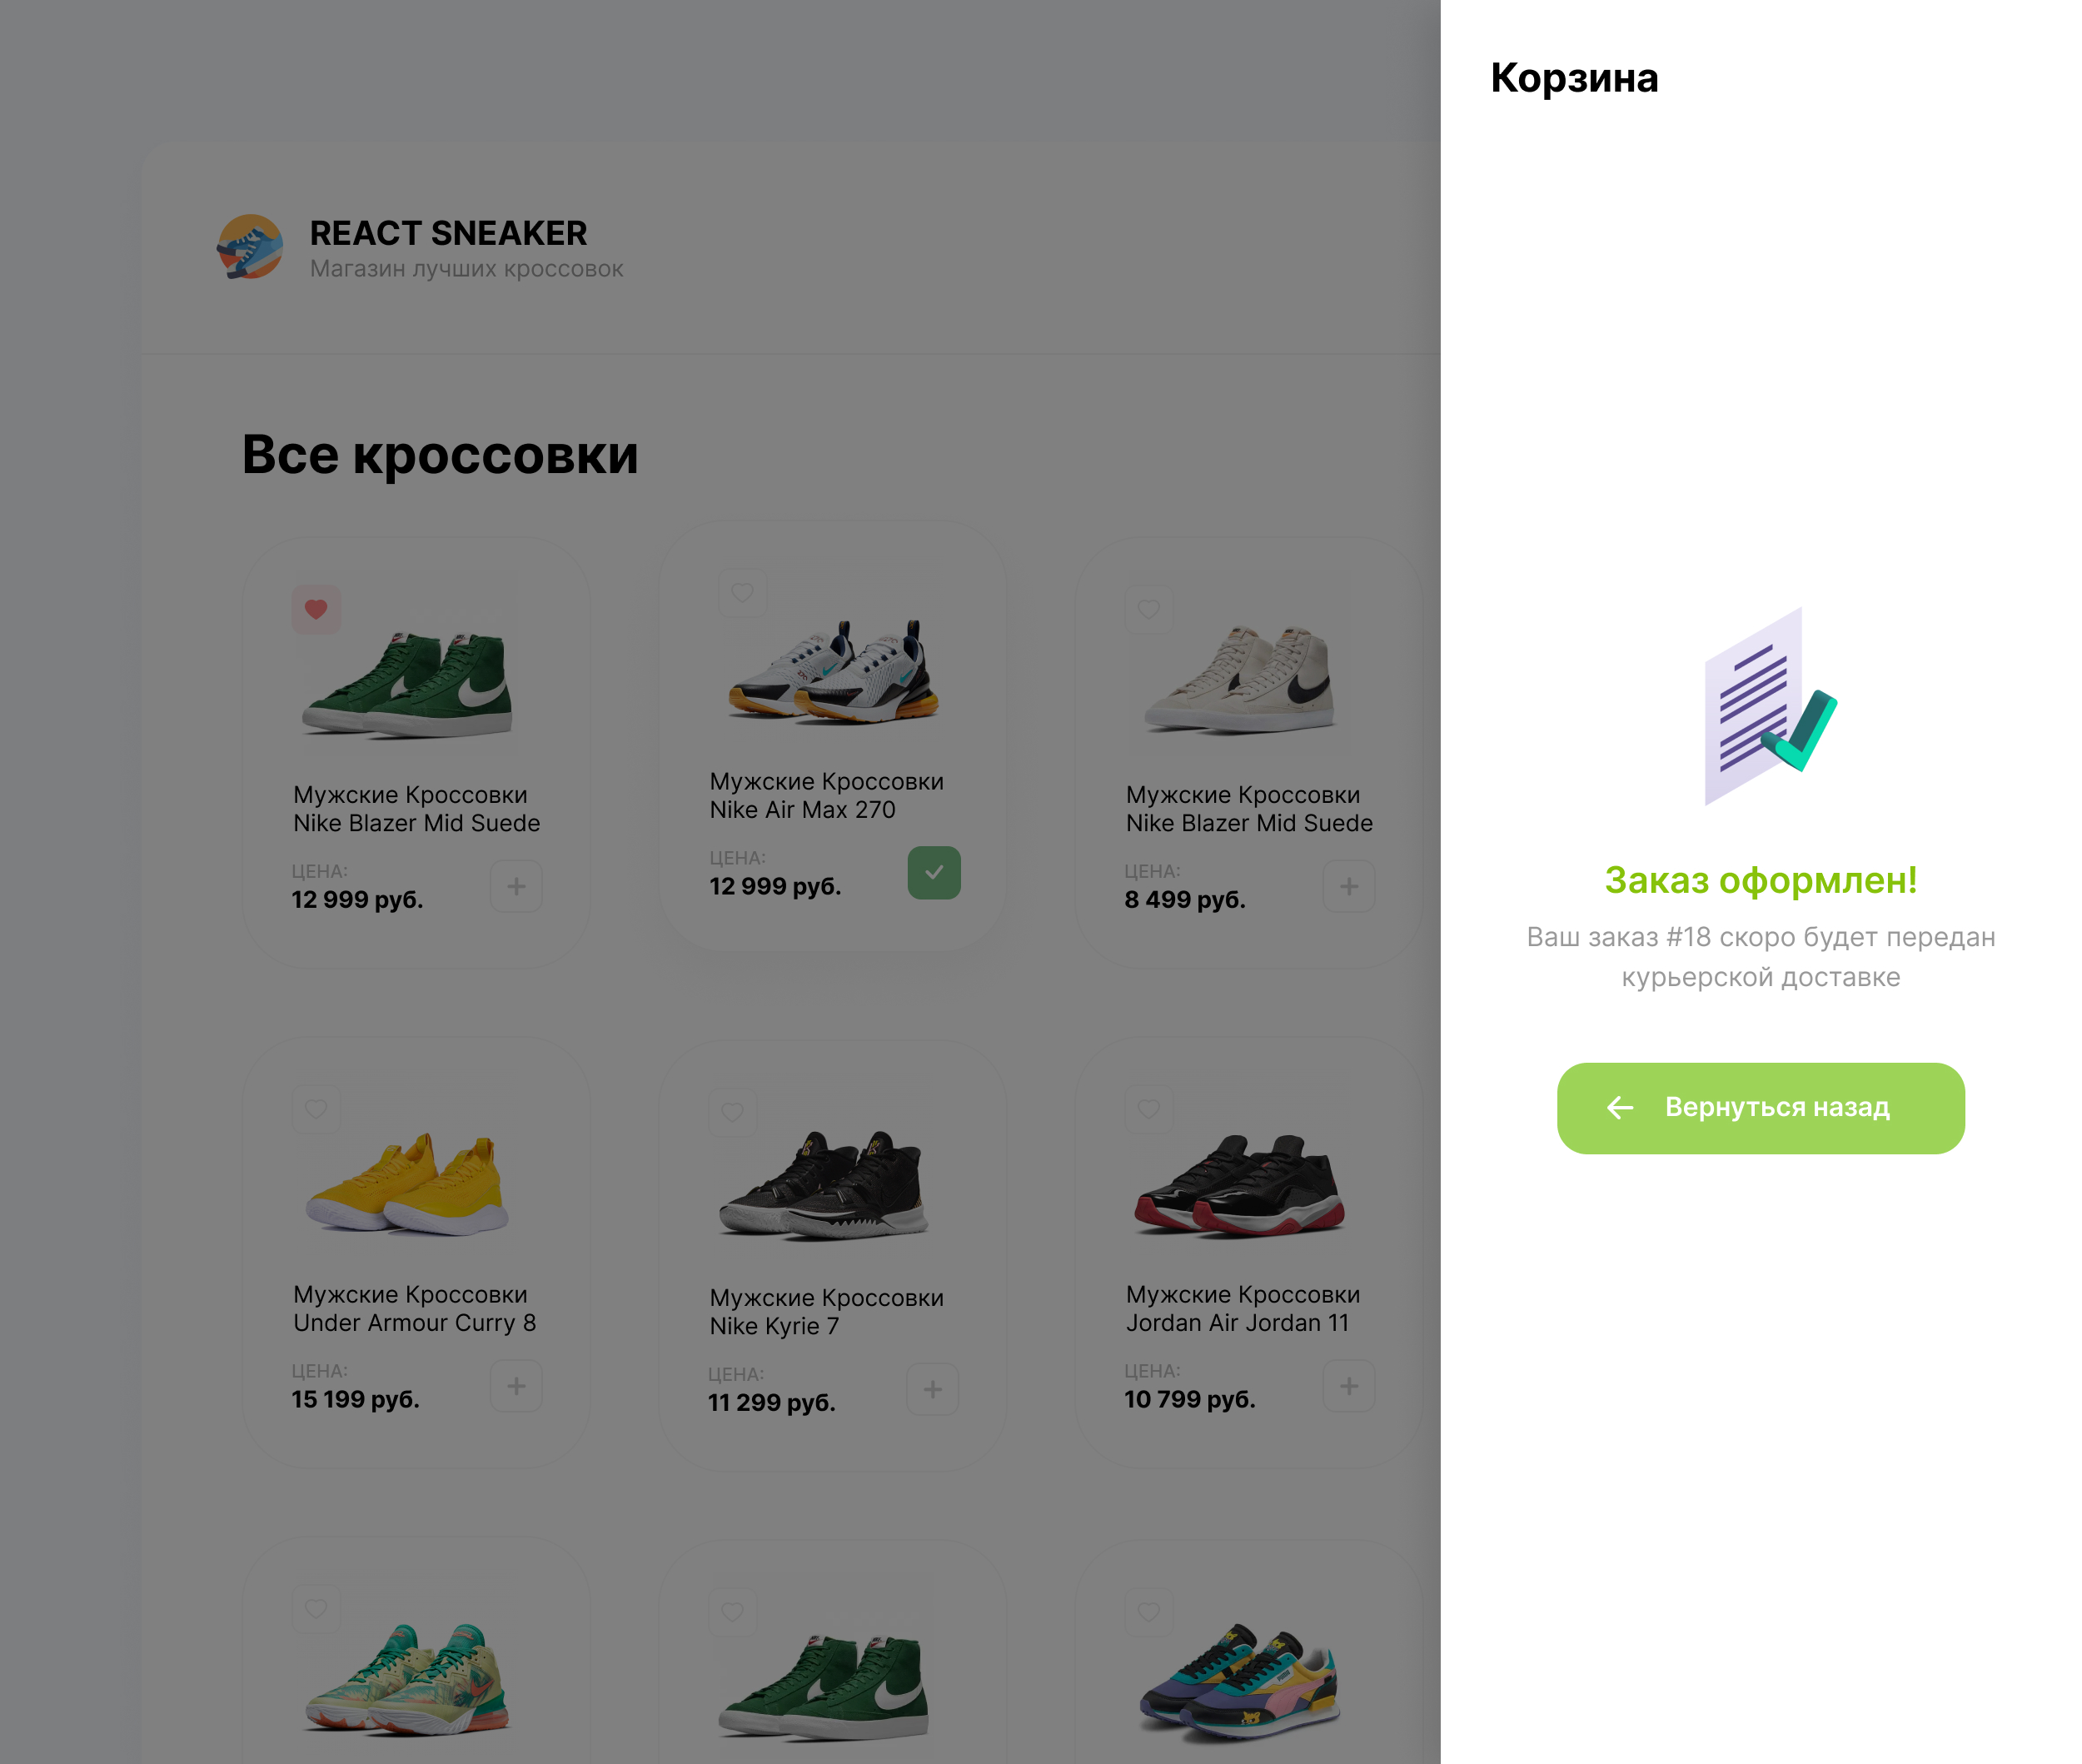 REACT SNEAKER
Магазин лучших кроссовок
Все кроссовки
Мужские Кроссовки
Nike Blazer Mid Suede
ЦЕНА:
12 999 руб.
Мужские Кроссовки
Nike Air Max 270
ЦЕНА:
12 999 руб.
Мужские Кроссовки
Nike Blazer Mid Suede
ЦЕНА:
8 499 руб.
Мужские Кроссовки
Under Armour Curry 8
ЦЕНА:
15 199 руб.
Мужские Кроссовки
Nike Kyrie 7
ЦЕНА:
11 299 руб.
Мужские Кроссовки
Jordan Air Jordan 11
ЦЕНА:
10 799 руб.
Корзина
Заказ оформлен!
Ваш заказ #18 скоро будет передан
курьерской доставке
Вернуться назад